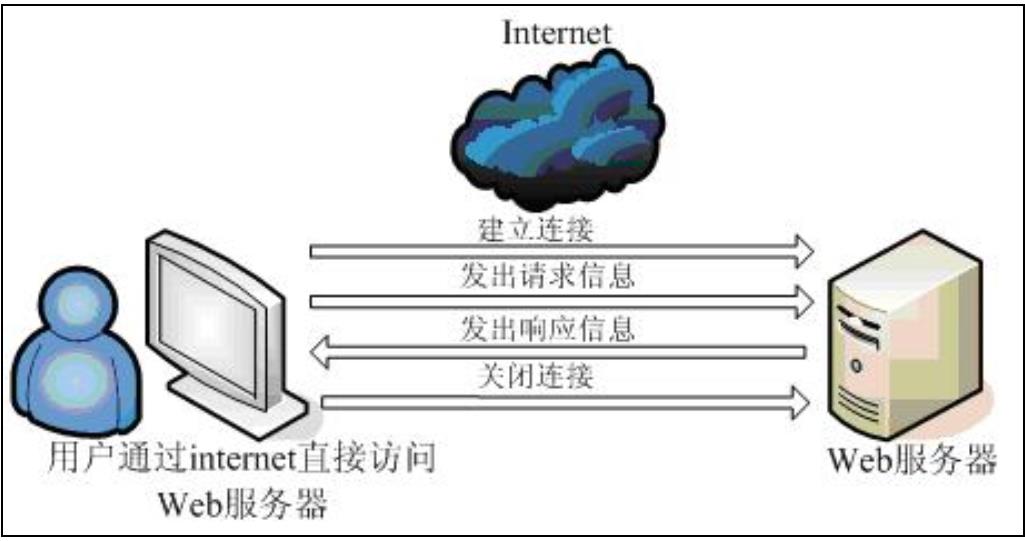 Internet
建立连接
发出请求信息
发出响应信息
关闭连接
用户通过internet直接访问
Web服务器
Web服务器